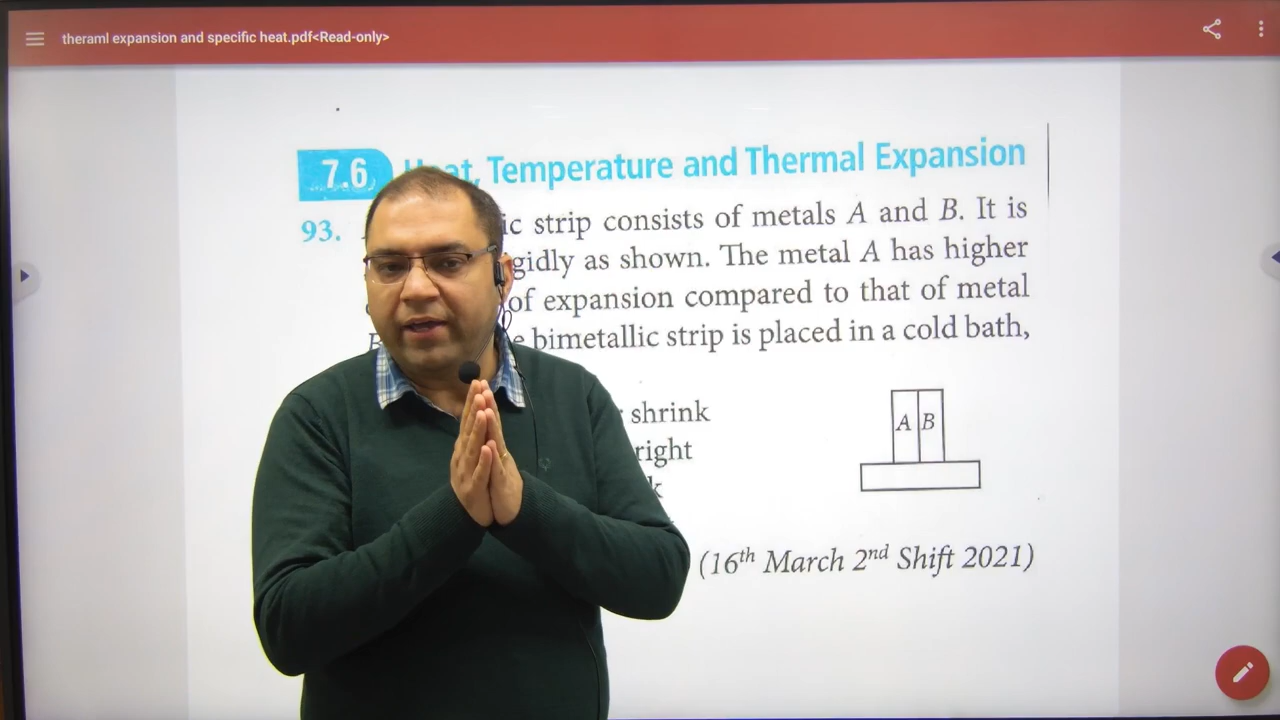 theraml expansion and specific heat.pdf<Read-only>
7.6 Heat, Temperature and Thermal Expansion
93. ic strip consists of metals A and B. It is
gidly as shown. The metal A has higher
of expansion compared to that of metal
bimetallic strip is placed in a cold bath,
shrink
right
A B
(16th March 2nd Shift 2021)